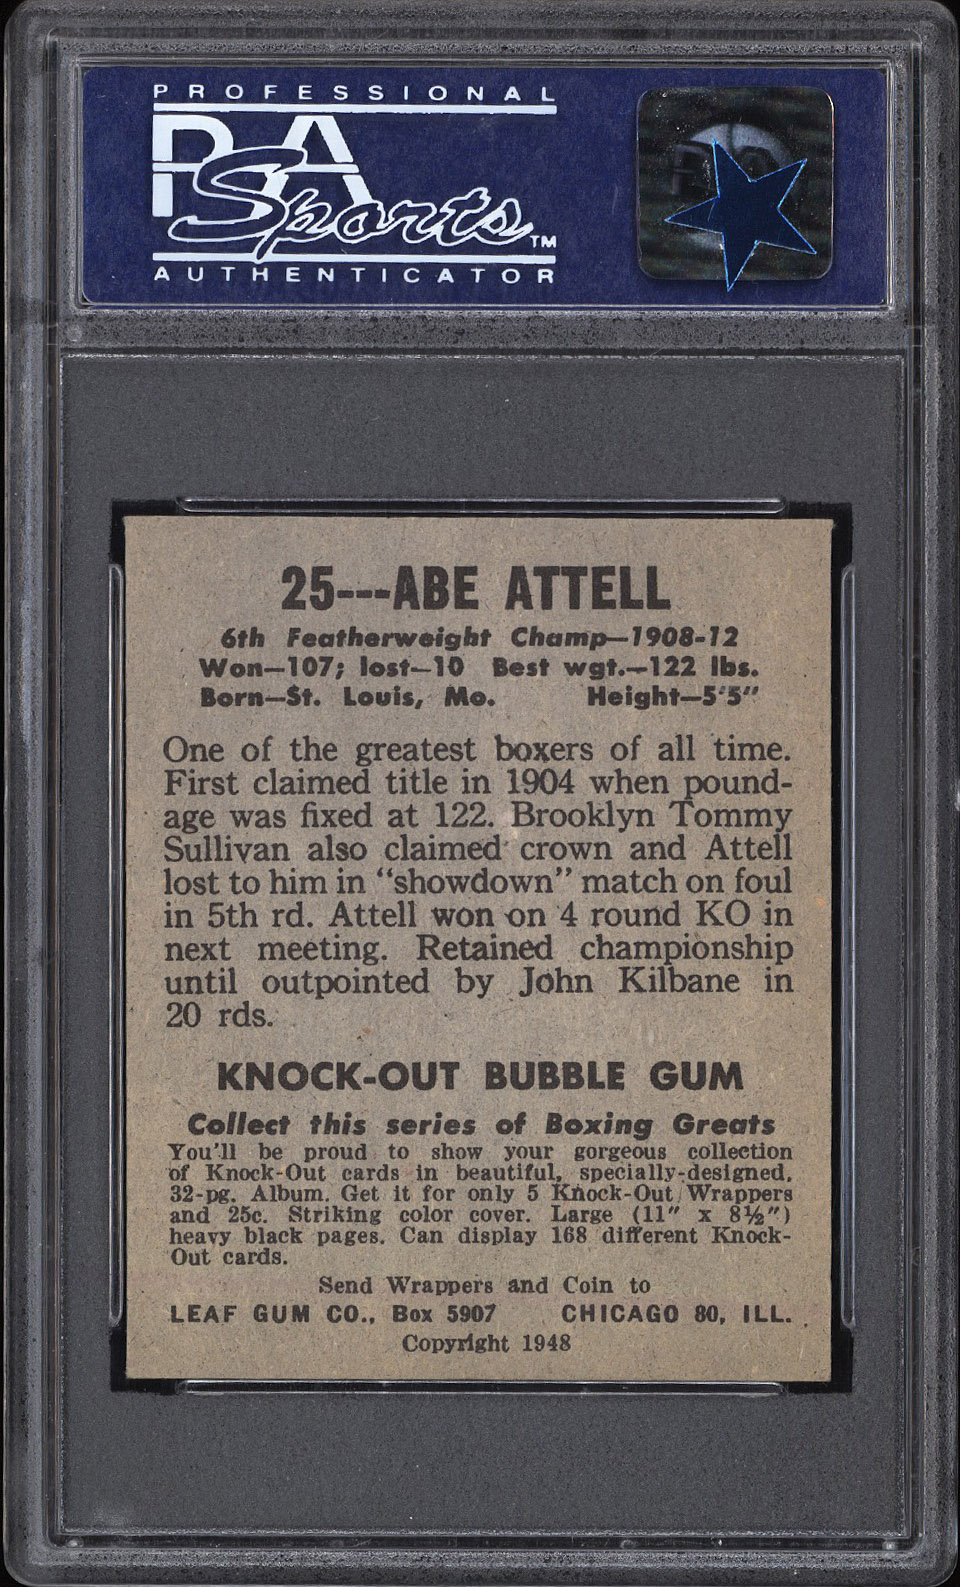 PROFESSIONAL
PSA
Sports™
AUTHENTICATOR
25---ABE ATTELL
6th Featherweight Champ—1908-12
Won—107; lost—10 Best wgt.—122 lbs.
Born—St. Louis, Mo. Height—5'5"
One of the greatest boxers of all time.
First claimed title in 1904 when pound-
age was fixed at 122. Brooklyn Tommy
Sullivan also claimed crown and Attell
lost to him in "showdown" match on foul
in 5th rd. Attell won on 4 round KO in
next meeting. Retained championship
until outpointed by John Kilbane in
20 rds.
KNOCK-OUT BUBBLE GUM
Collect this series of Boxing Greats
You'll be proud to show your gorgeous collection
of Knock-Out cards in beautiful, specially-designed,
32-pg. Album. Get it for only 5 Knock-Out Wrappers
and 25c. Striking color cover. Large (11" x 8½")
heavy black pages. Can display 168 different Knock-
Out cards.
Send Wrappers and Coin to
LEAF GUM CO., Box 5907 CHICAGO 80, ILL.
Copyright 1948